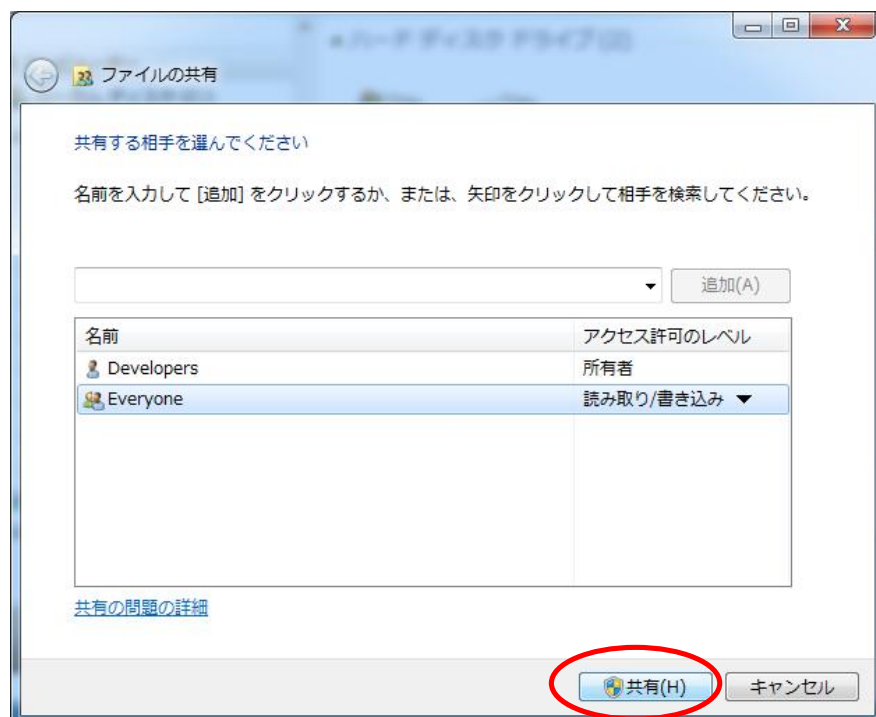 ファイルの共有
共有する相手を選んでください
名前を入力して [追加] をクリックするか、または、矢印をクリックして相手を検索してください。
追加(A)
名前 アクセス許可のレベル
Developers 所有者
Everyone 読み取り/書き込み
共有の問題の詳細
共有(H) キャンセル